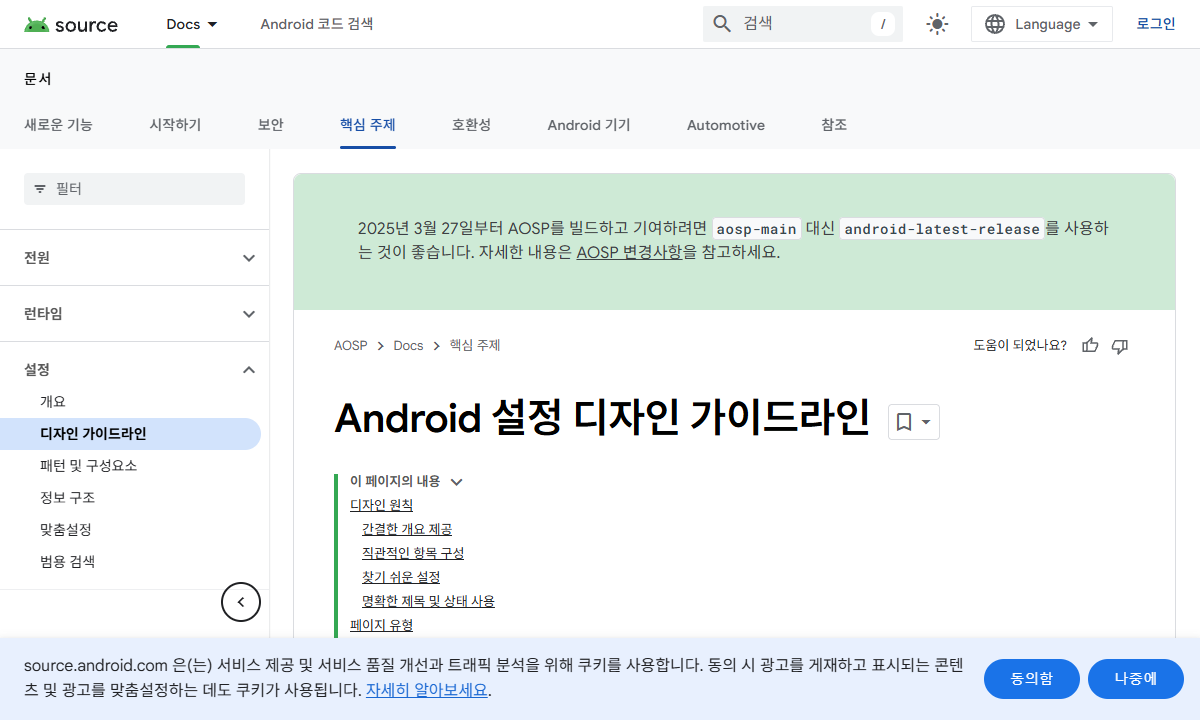 source
Docs
Android 코드 검색
검색
/
Language
로그인
문서
새로운 기능
시작하기
보안
핵심 주제
호환성
Android 기기
Automotive
참조
필터
전원
런타임
설정
개요
디자인 가이드라인
패턴 및 구성요소
정보 구조
맞춤설정
범용 검색
2025년 3월 27일부터 AOSP를 빌드하고 기여하려면 aosp-main 대신 android-latest-release를 사용하
는 것이 좋습니다. 자세한 내용은 AOSP 변경사항을 참고하세요.
AOSP
Docs
핵심 주제
도움이 되었나요?
Android 설정 디자인 가이드라인
이 페이지의 내용
디자인 원칙
간결한 개요 제공
직관적인 항목 구성
찾기 쉬운 설정
명확한 제목 및 상태 사용
페이지 유형
source.android.com 은(는) 서비스 제공 및 서비스 품질 개선과 트래픽 분석을 위해 쿠키를 사용합니다. 동의 시 광고를 게재하고 표시되는 콘텐
츠 및 광고를 맞춤설정하는 데도 쿠키가 사용됩니다. 자세히 알아보세요.
동의함
나중에